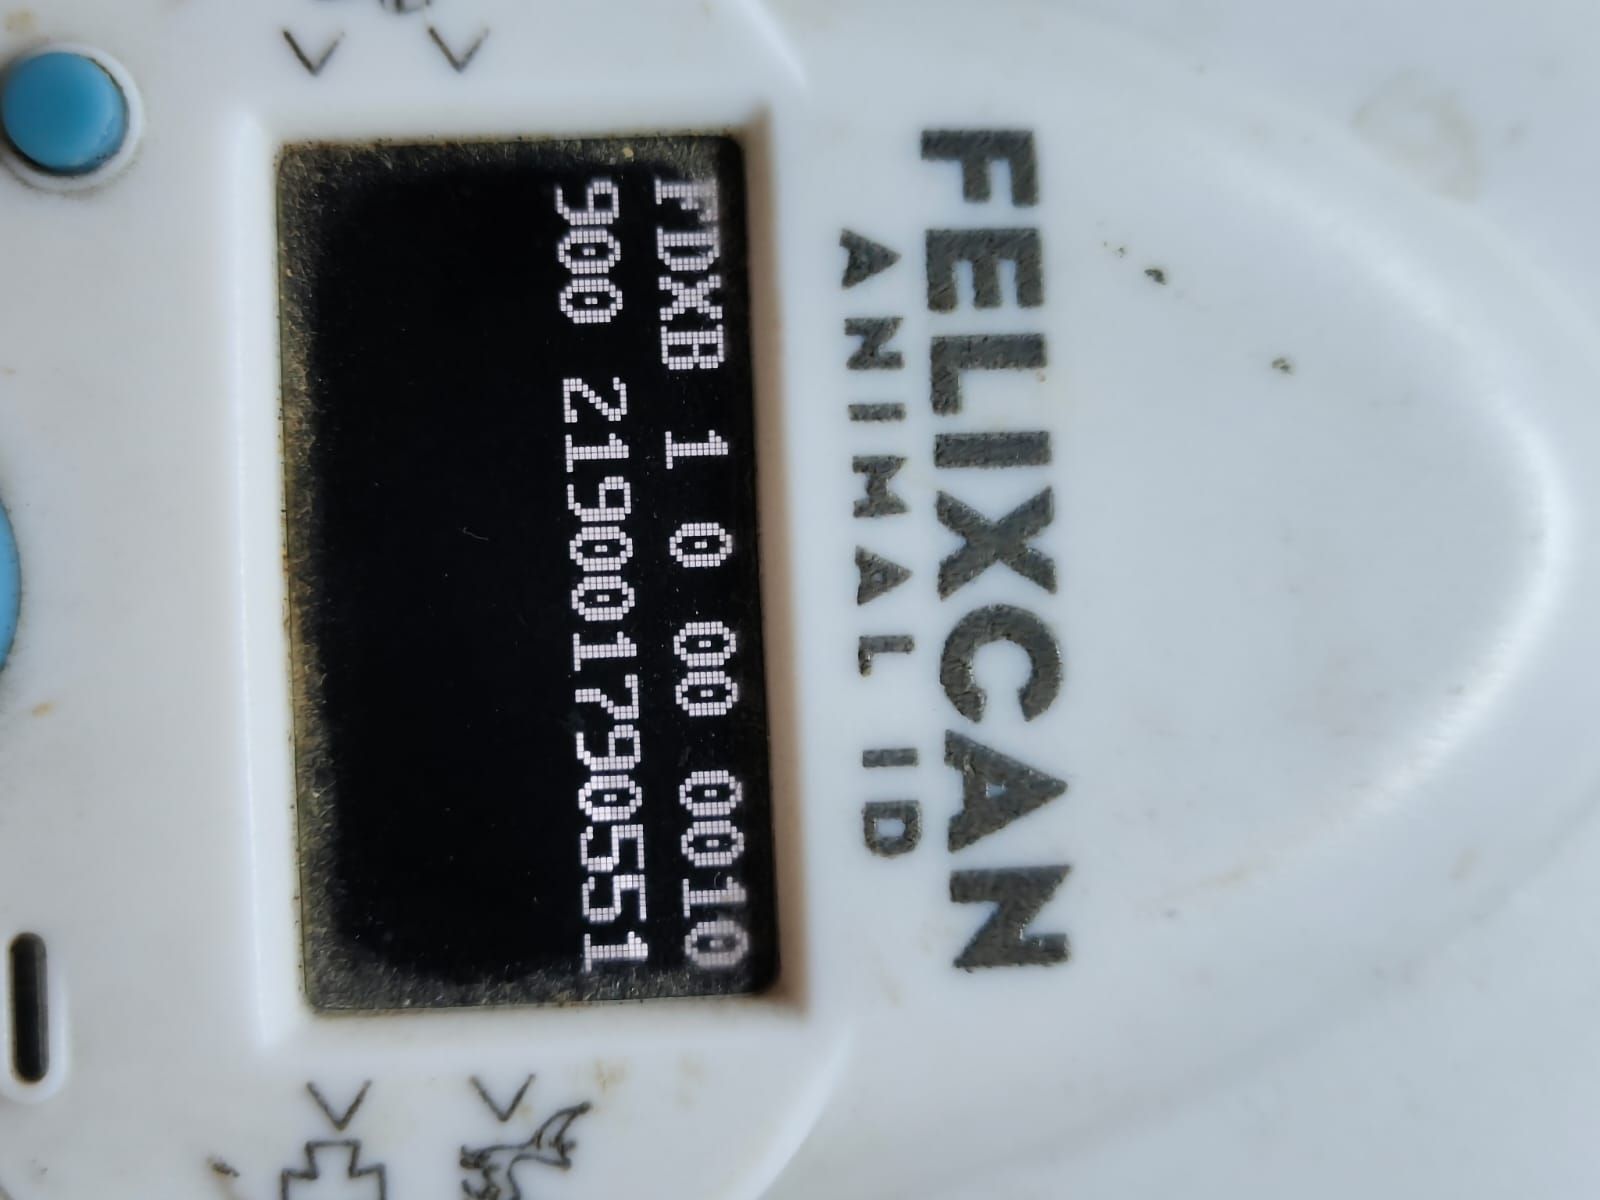 FELIXCAN
ANIMAL ID
FDXB 1 0 00 0010
900 219001790551